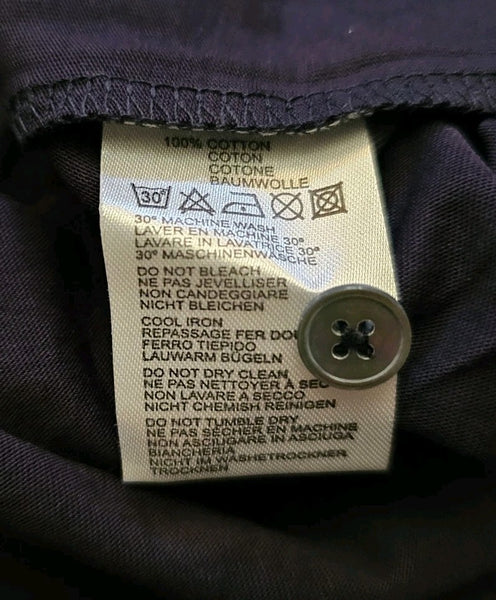 100% COTTON
COTON
COTONE
BAUMWOLLE
30°
30° MACHINE WASH
LAVER EN MACHINE 30°
LAVARE IN LAVATRICE 30°
30° MASCHINENWÄSCHE
DO NOT BLEACH
NE PAS JEVELLISER
NON CANDEGGIARE
NICHT BLEICHEN
COOL IRON
REPASSAGE FER DOU
FERRO TIEPIDO
LAUWARM BÜGELN
DO NOT DRY CLEAN
NE PAS NETTOYER À SEC
NON LAVARE A SECCO
NICHT CHEMISH REINIGEN
DO NOT TUMBLE DRY
NE PAS SÉCHER EN MACHINE
NON ASCIUGARE IN ASCIUGA
BIANCHERIA
NICHT IM WASHETROCKNER
TROCKNEN